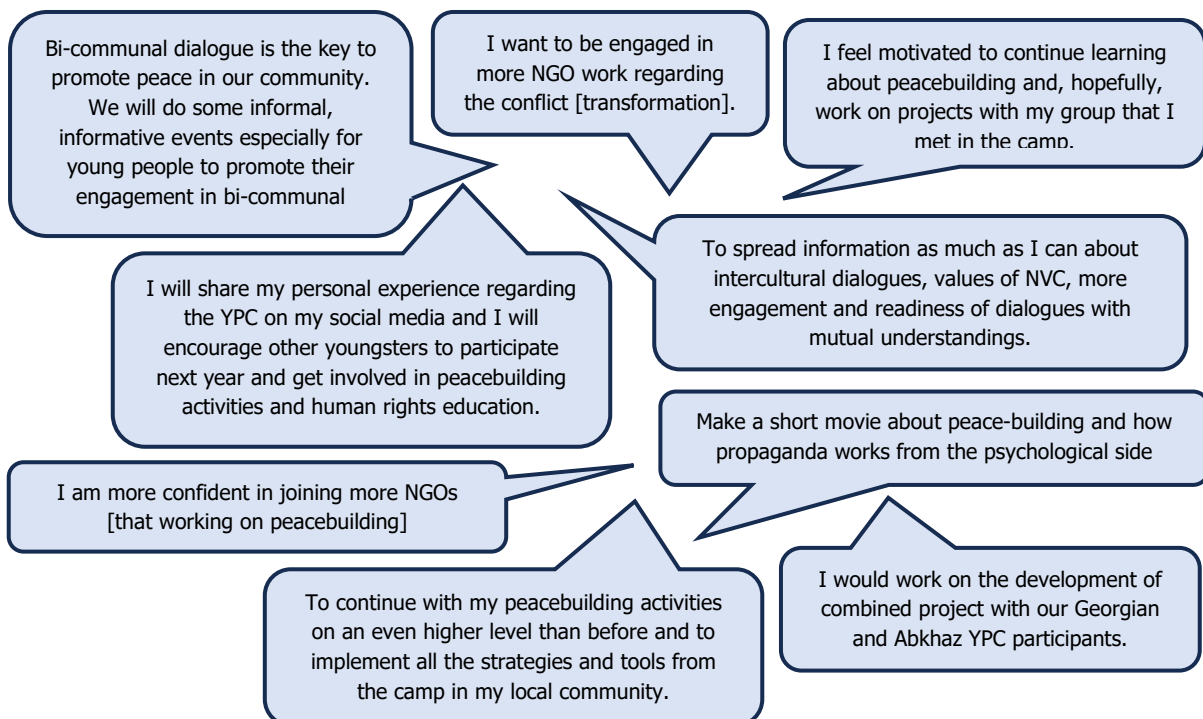 Bi-communal dialogue is the key to
promote peace in our community.
We will do some informal,
informative events especially for
young people to promote their
engagement in bi-communal
I want to be engaged in
more NGO work regarding
the conflict [transformation].
I feel motivated to continue learning
about peacebuilding and, hopefully,
work on projects with my group that I
met in the camp.
To spread information as much as I can about
intercultural dialogues, values of NVC, more
engagement and readiness of dialogues with
mutual understandings.
I will share my personal experience regarding
the YPC on my social media and I will
encourage other youngsters to participate
next year and get involved in peacebuilding
activities and human rights education.
Make a short movie about peace-building and how
propaganda works from the psychological side
I am more confident in joining more NGOs
[that working on peacebuilding]
I would work on the development of
combined project with our Georgian
and Abkhaz YPC participants.
To continue with my peacebuilding activities
on an even higher level than before and to
implement all the strategies and tools from
the camp in my local community.